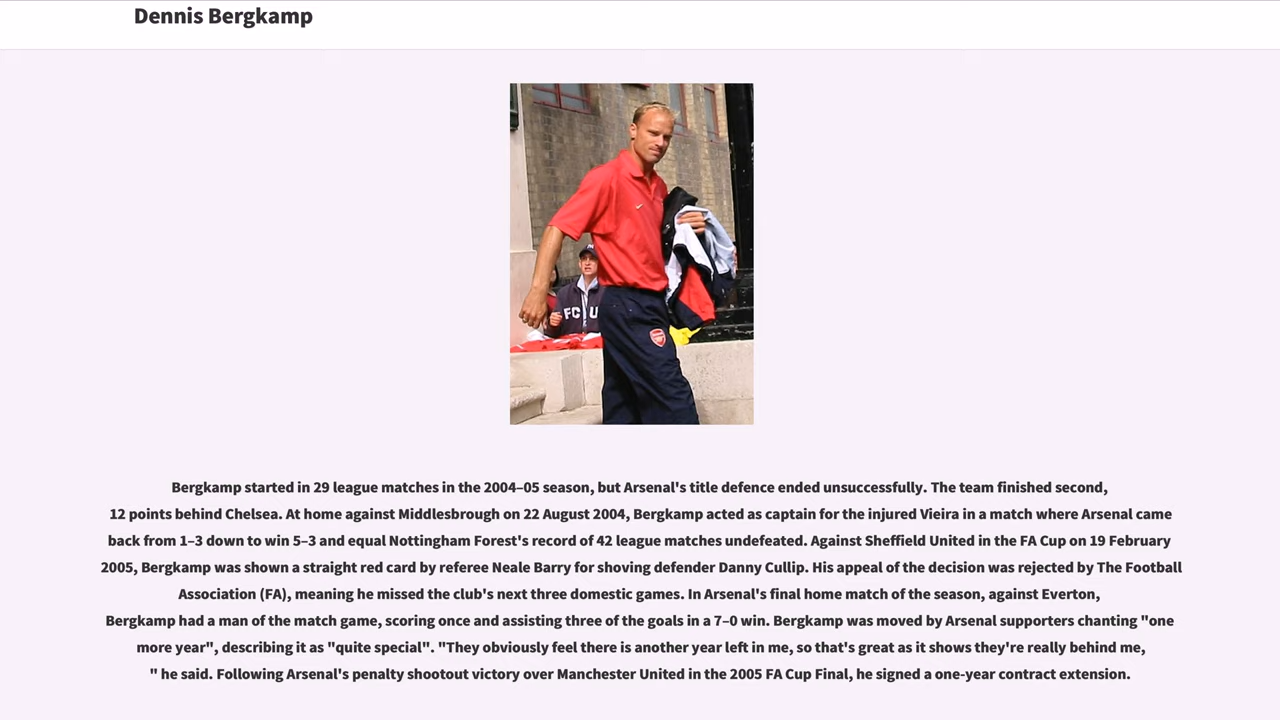 Dennis Bergkamp
FC U
Bergkamp started in 29 league matches in the 2004–05 season, but Arsenal's title defence ended unsuccessfully. The team finished second,
12 points behind Chelsea. At home against Middlesbrough on 22 August 2004, Bergkamp acted as captain for the injured Vieira in a match where Arsenal came
back from 1–3 down to win 5–3 and equal Nottingham Forest's record of 42 league matches undefeated. Against Sheffield United in the FA Cup on 19 February
2005, Bergkamp was shown a straight red card by referee Neale Barry for shoving defender Danny Cullip. His appeal of the decision was rejected by The Football
Association (FA), meaning he missed the club's next three domestic games. In Arsenal's final home match of the season, against Everton,
Bergkamp had a man of the match game, scoring once and assisting three of the goals in a 7–0 win. Bergkamp was moved by Arsenal supporters chanting "one
more year", describing it as "quite special". "They obviously feel there is another year left in me, so that's great as it shows they're really behind me,
" he said. Following Arsenal's penalty shootout victory over Manchester United in the 2005 FA Cup Final, he signed a one-year contract extension.